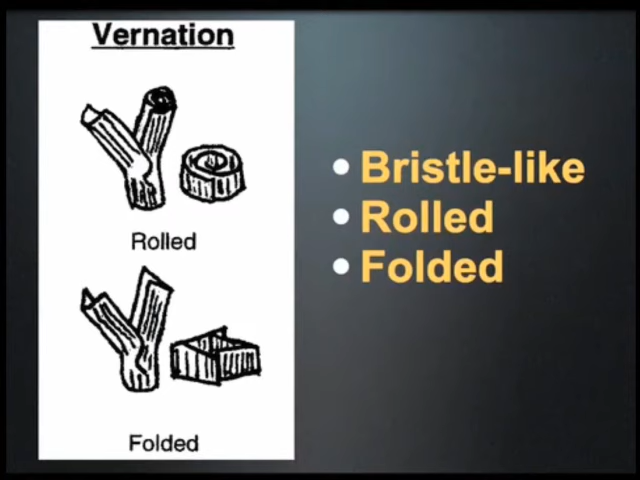 Vernation
Rolled
Folded
• Bristle-like
• Rolled
• Folded